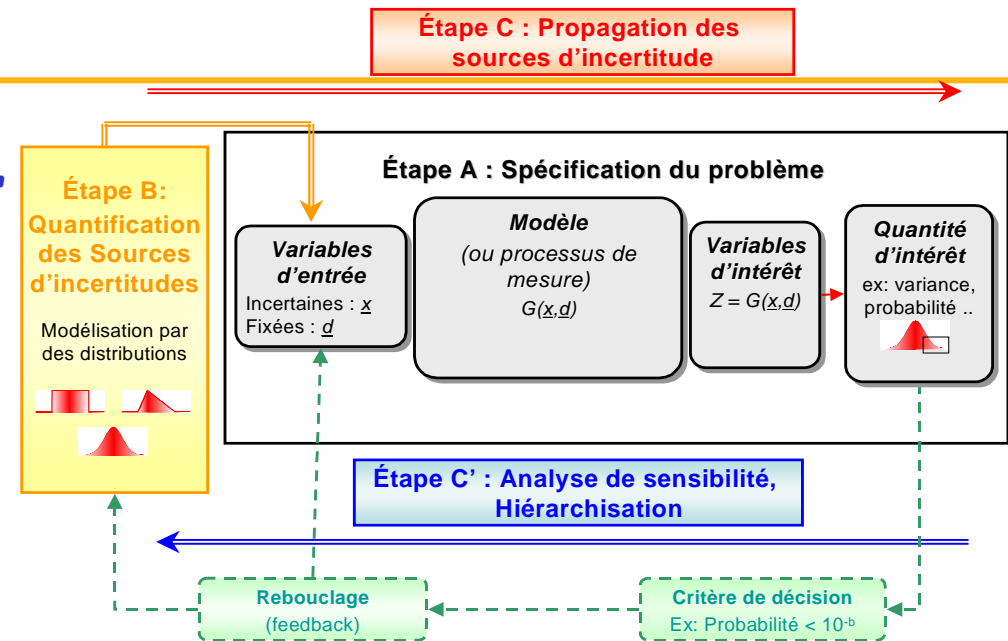 Étape C : Propagation des
sources d'incertitude
Étape A : Spécification du problème
Étape B:
Quantification
des Sources
d'incertitudes
Modélisation par
des distributions
Variables
d'entrée
Incertaines : x
Fixées : d
Modèle
(ou processus de
mesure)
G(x,d)
Variables
d'intérêt
Z = G(x,d)
Quantité
d'intérêt
ex: variance,
probabilité ..
Étape C' : Analyse de sensibilité,
Hiérarchisation
Rebouclage
(feedback)
Critère de décision
Ex: Probabilité < 10⁻ᵇ